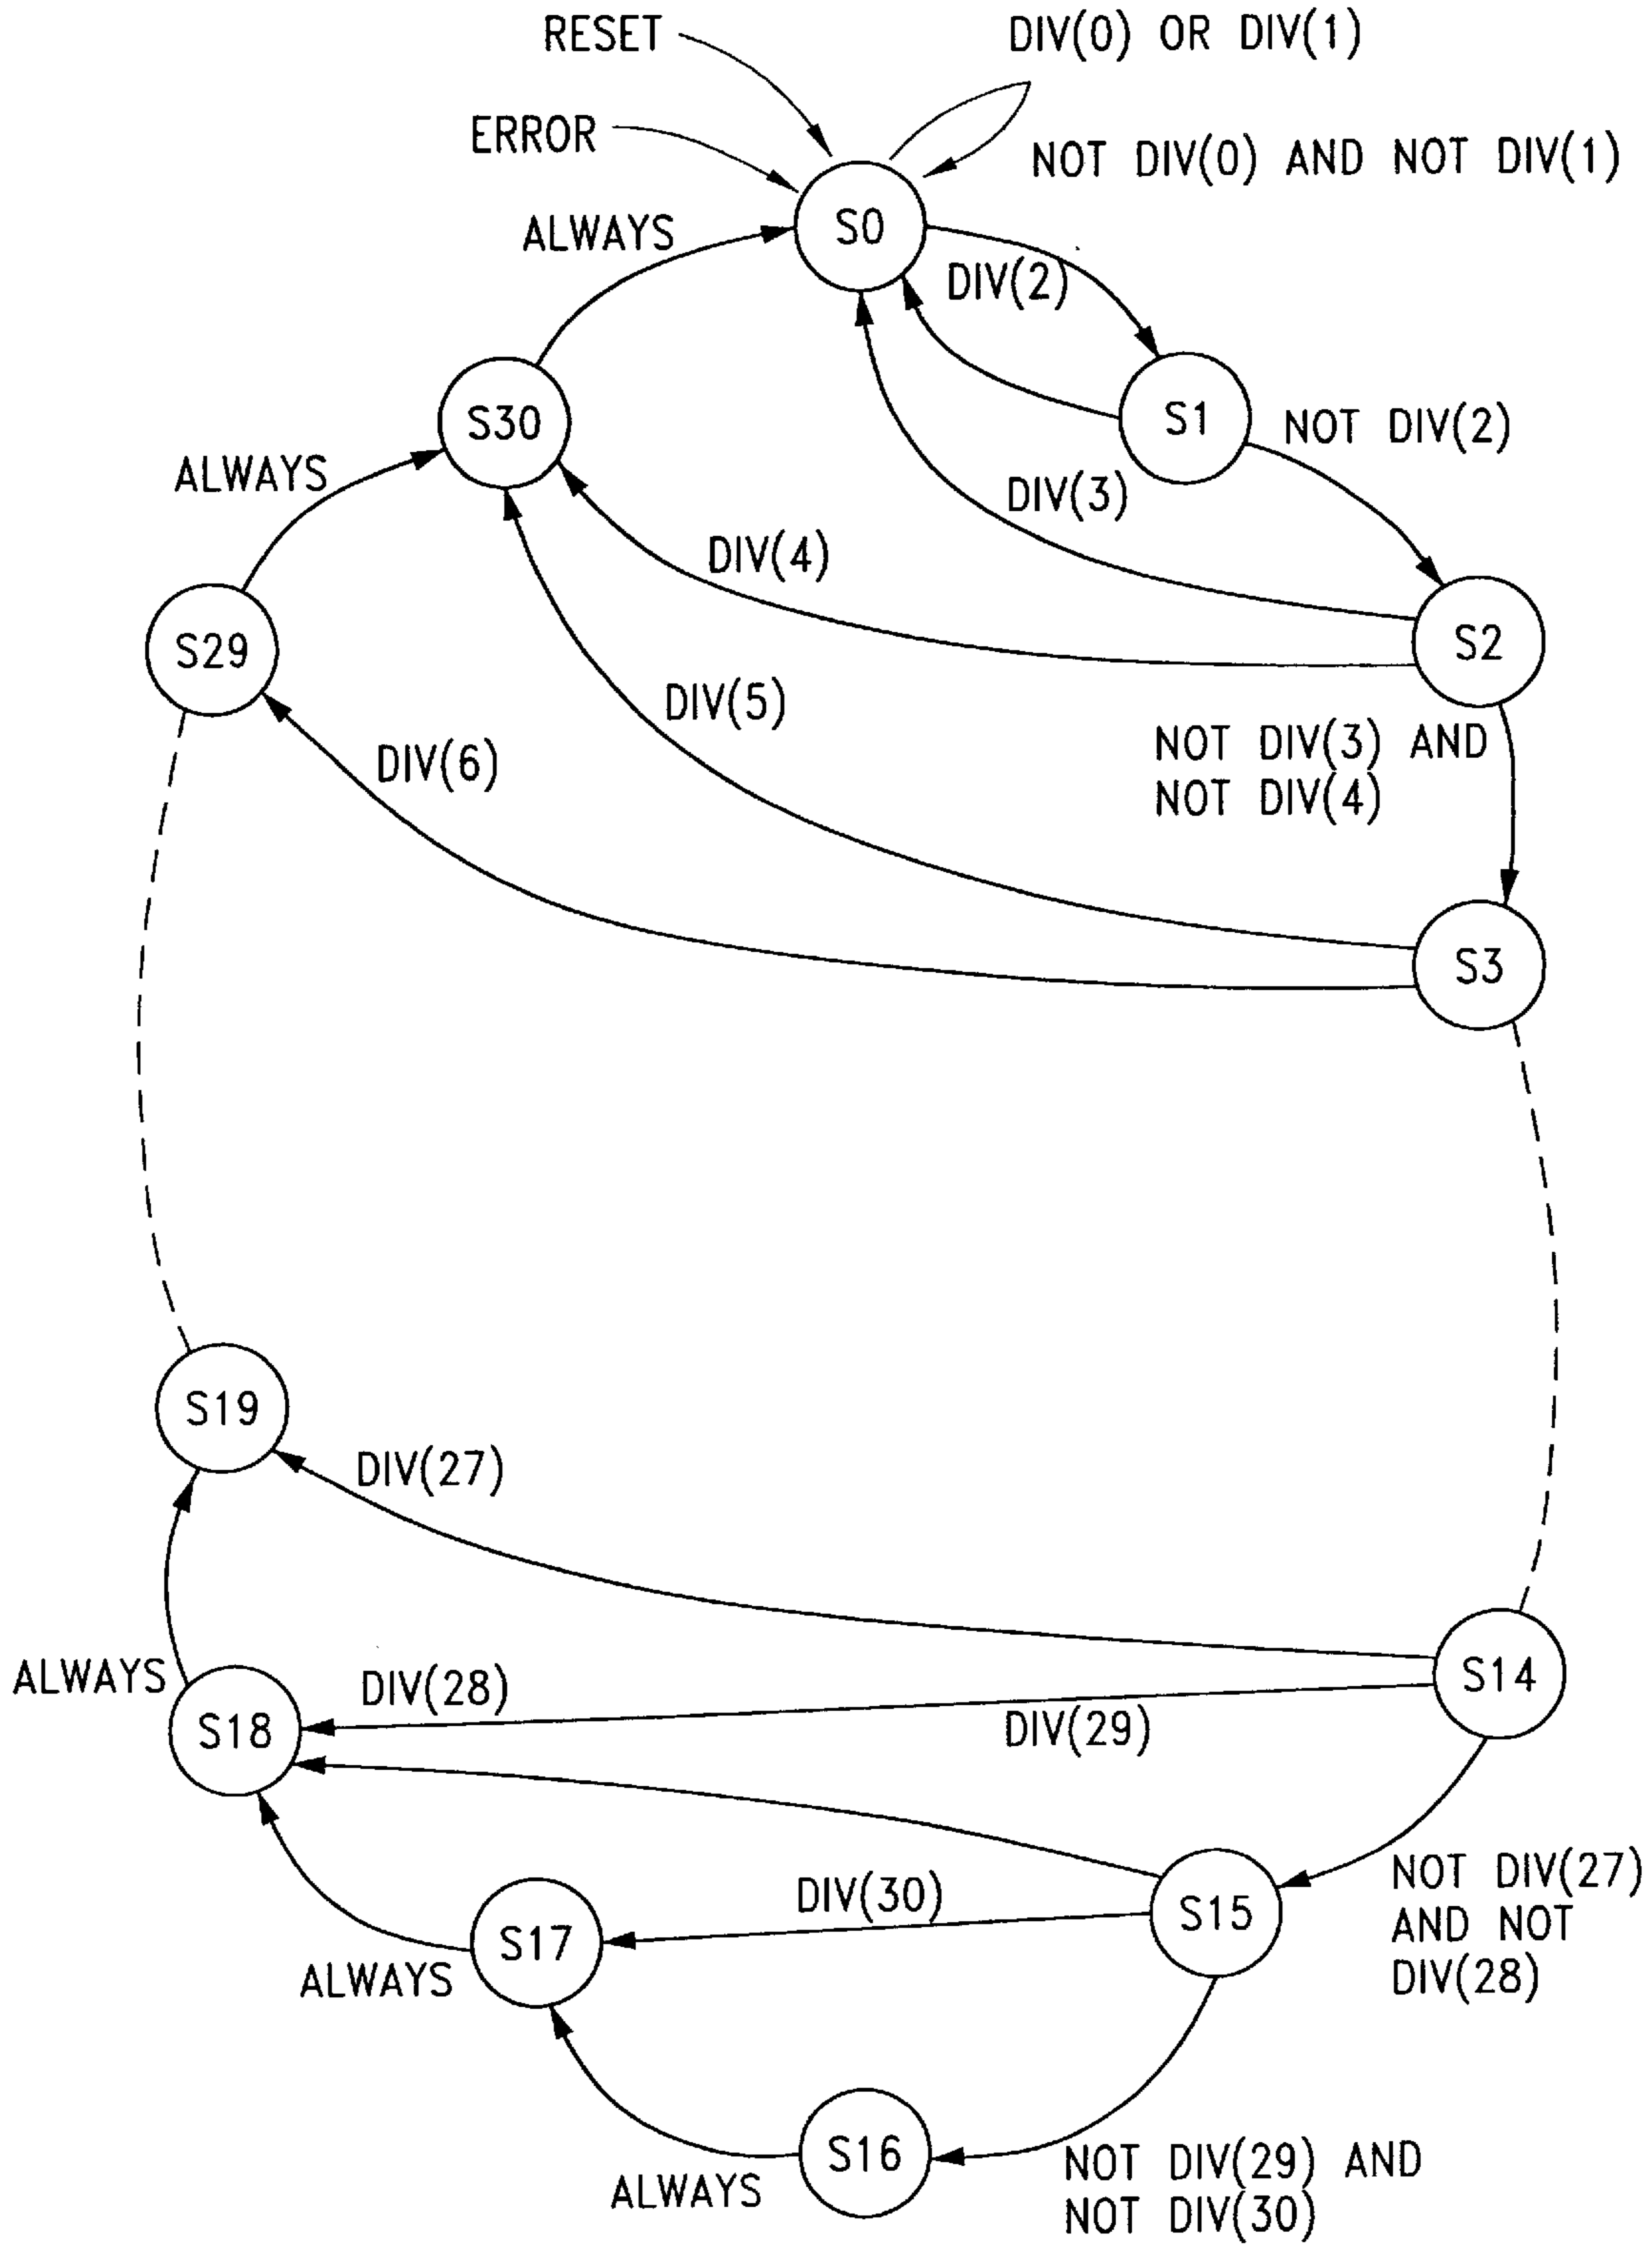 RESET
DIV(0) OR DIV(1)
ERROR
NOT DIV(0) AND NOT DIV(1)
ALWAYS
S0
DIV(2)
S30
S1
NOT DIV(2)
ALWAYS
DIV(3)
DIV(4)
S29
S2
DIV(5)
DIV(6)
NOT DIV(3) AND
NOT DIV(4)
S3
S19
DIV(27)
ALWAYS
S14
DIV(28)
S18
DIV(29)
NOT DIV(27)
AND NOT
DIV(28)
DIV(30)
S15
S17
ALWAYS
S16
NOT DIV(29) AND
NOT DIV(30)
ALWAYS